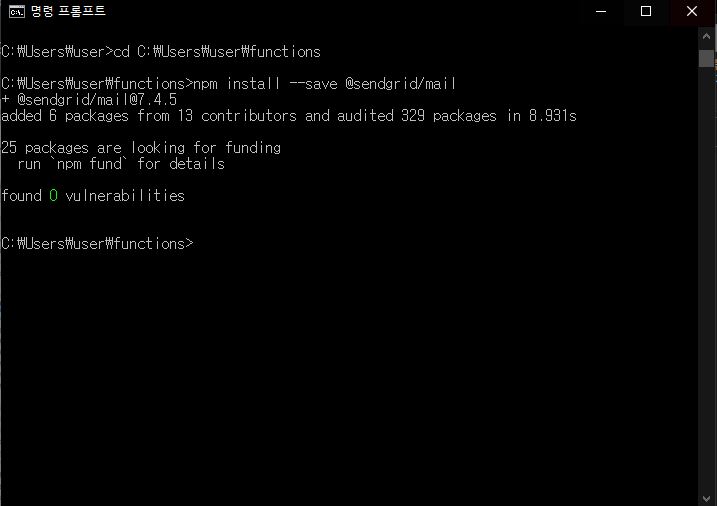 명령 프롬프트
C:₩Users₩user>cd C:₩Users₩user₩functions
C:₩Users₩user₩functions>npm install --save @sendgrid/mail
+ @sendgrid/mail@7.4.5
added 6 packages from 13 contributors and audited 329 packages in 8.931s
25 packages are looking for funding
run `npm fund` for details
found 0 vulnerabilities
C:₩Users₩user₩functions>